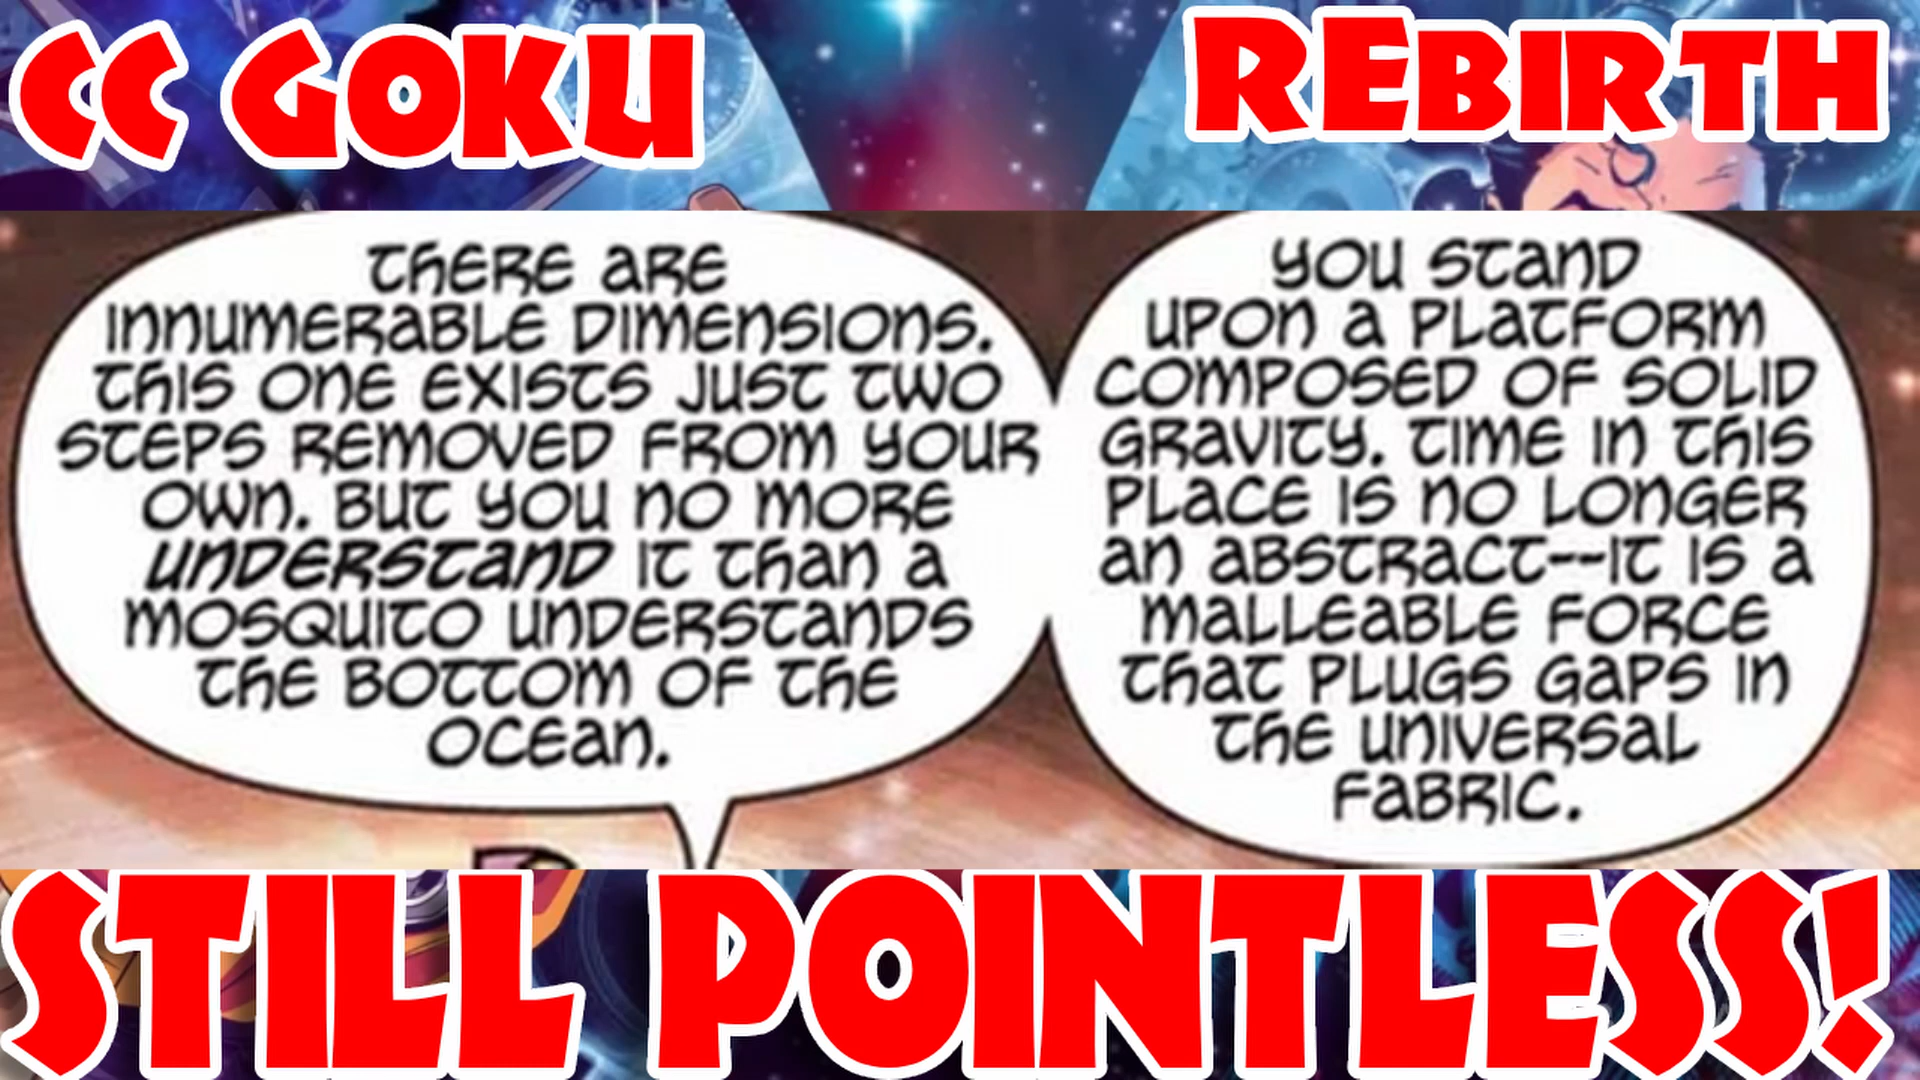 CC GOKU
REBIRTH
THERE ARE
INNUMERABLE DIMENSIONS.
THIS ONE EXISTS JUST TWO
STEPS REMOVED FROM YOUR
OWN. BUT YOU NO MORE
UNDERSTAND IT THAN A
MOSQUITO UNDERSTANDS
THE BOTTOM OF THE
OCEAN.
YOU STAND
UPON A PLATFORM
COMPOSED OF SOLID
GRAVITY. TIME IN THIS
PLACE IS NO LONGER
AN ABSTRACT--IT IS A
MALLEABLE FORCE
THAT PLUGS GAPS IN
THE UNIVERSAL
FABRIC.
STILL POINTLESS!